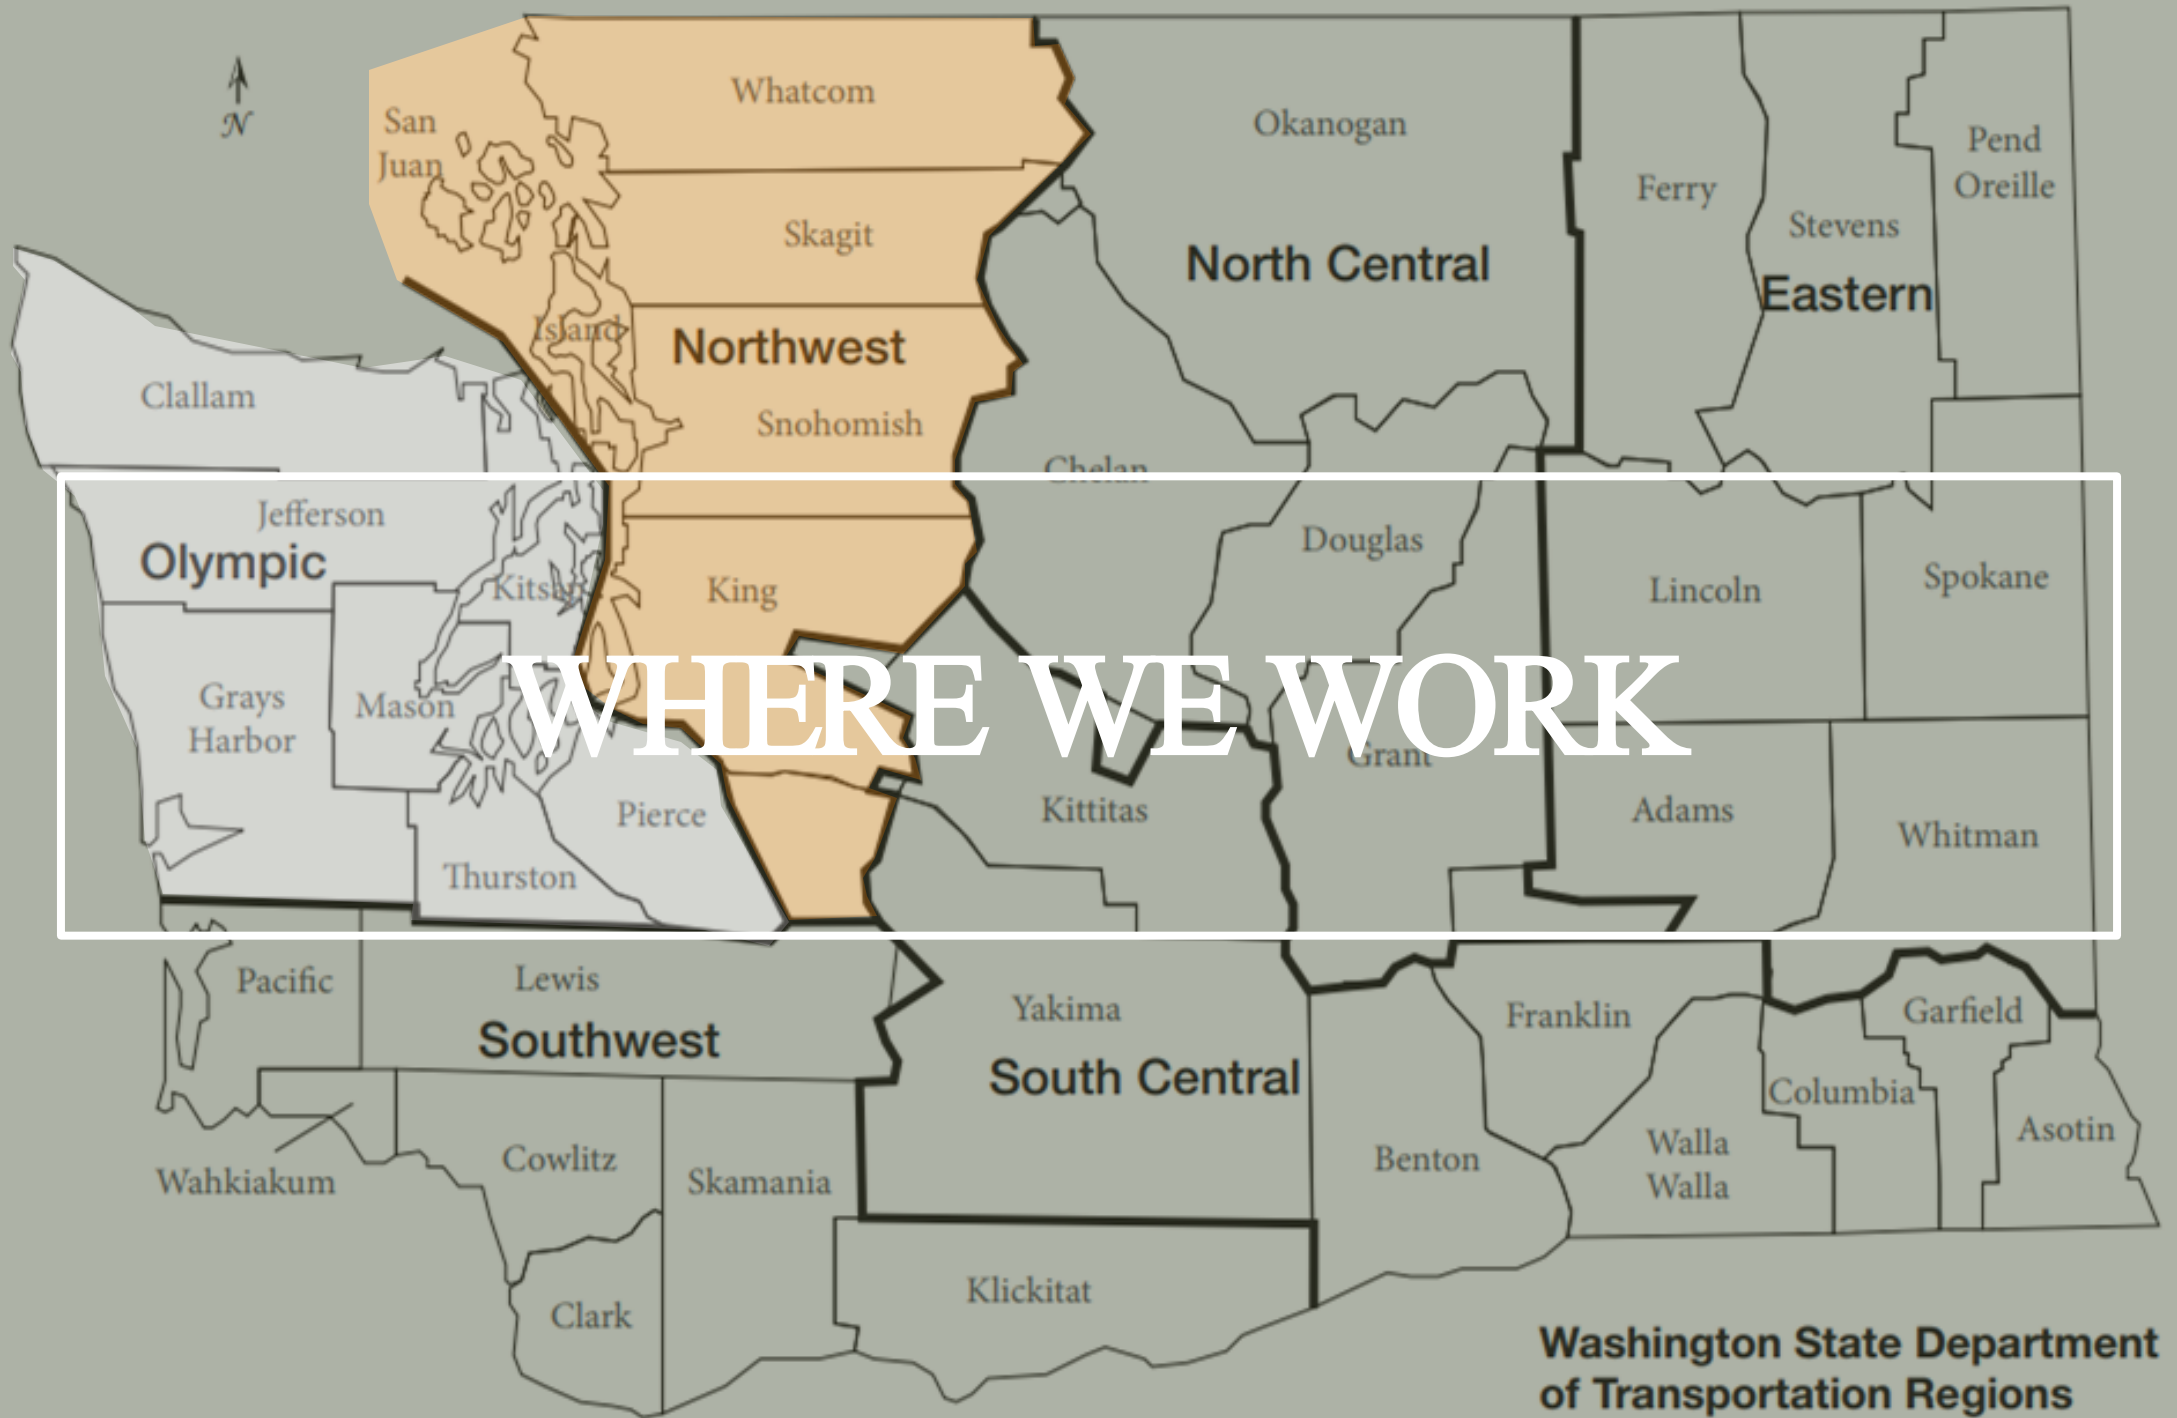 Whatcom
San
Juan
N
Okanogan
Pend
Oreille
Ferry
Skagit
Stevens
North Central
Eastern
Island
Northwest
Clallam
Snohomish
Chelan
Jefferson
Douglas
Olympic
Kitsap
King
Lincoln
Spokane
WHERE WE WORK
Grays
Harbor
Mason
Grant
Pierce
Kittitas
Adams
Whitman
Thurston
Pacific
Lewis
Yakima
Franklin
Garfield
Southwest
South Central
Columbia
Asotin
Cowlitz
Benton
Walla
Walla
Wahkiakum
Skamania
Klickitat
Clark
Washington State Department
of Transportation Regions